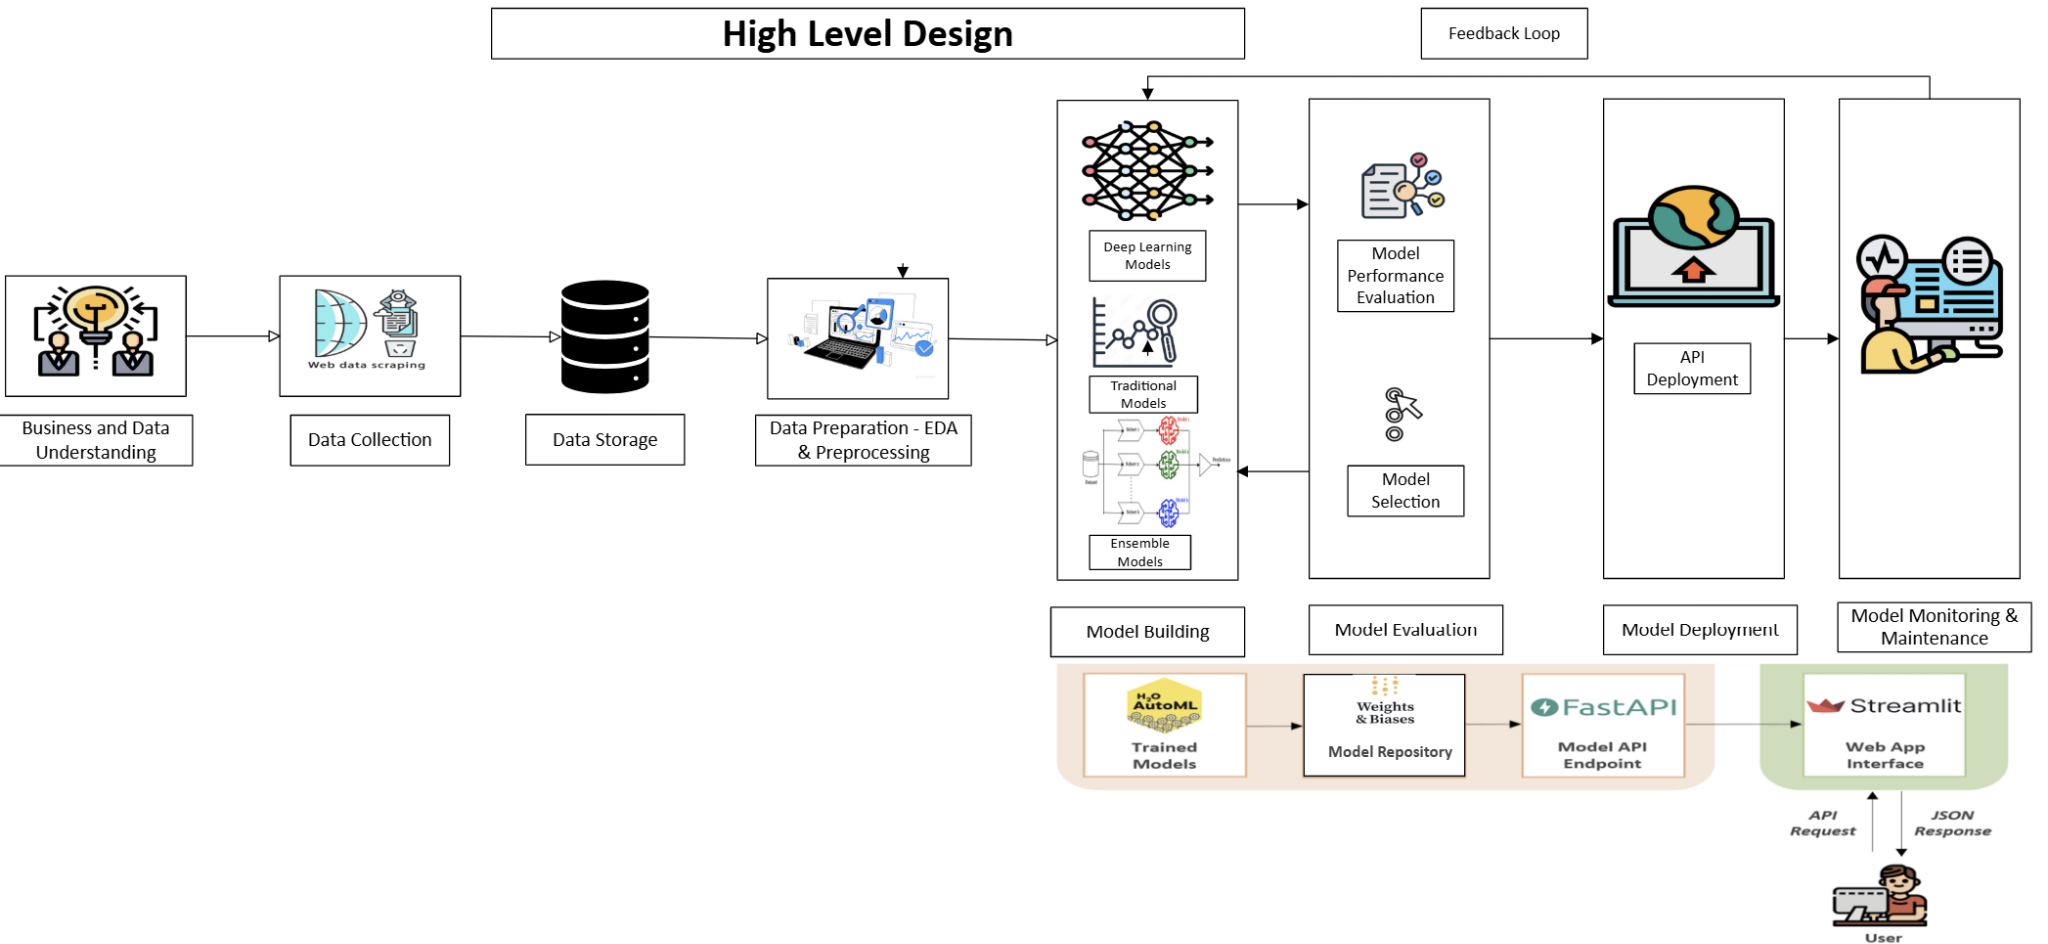 High Level Design
Feedback Loop
Deep Learning
Models
Traditional
Models
Ensemble
Models
Model
Performance
Evaluation
Model
Selection
API
Deployment
Web data scraping
Business and Data
Understanding
Data Collection
Data Storage
Data Preparation - EDA
& Preprocessing
Model Building
Model Evaluation
Model Deployment
Model Monitoring &
Maintenance
H2O
AutoML
Trained
Models
Weights
& Biases
Model Repository
FastAPI
Model API
Endpoint
Streamlit
Web App
Interface
API
Request
JSON
Response
User